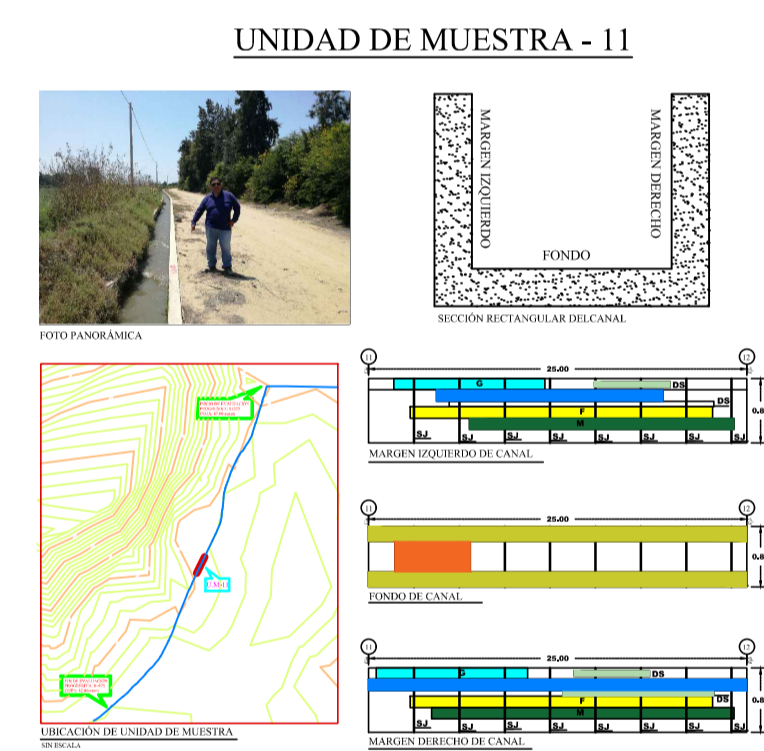 UNIDAD DE MUESTRA - 11
MARGEN IZQUIERDO
MARGEN DERECHO
FONDO
FOTO PANORÁMICA
SECCIÓN RECTANGULAR DELCANAL
11
12
25.00
G
DS
DS
F
M
0.8
SJ SJ SJ SJ SJ SJ SJ SJ
MARGEN IZQUIERDO DE CANAL
11
12
25.00
0.8
FONDO DE CANAL
U.M-11
11
12
25.00
G
DS
DS
F
M
0.8
SJ SJ SJ SJ SJ SJ SJ SJ
MARGEN DERECHO DE CANAL
UBICACIÓN DE UNIDAD DE MUESTRA
SIN ESCALA